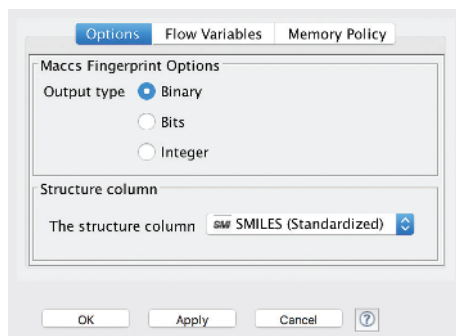 Options Flow Variables Memory Policy
Maccs Fingerprint Options
Output type Binary
Bits
Integer
Structure column
The structure column SMI SMILES (Standardized)
OK Apply Cancel ?